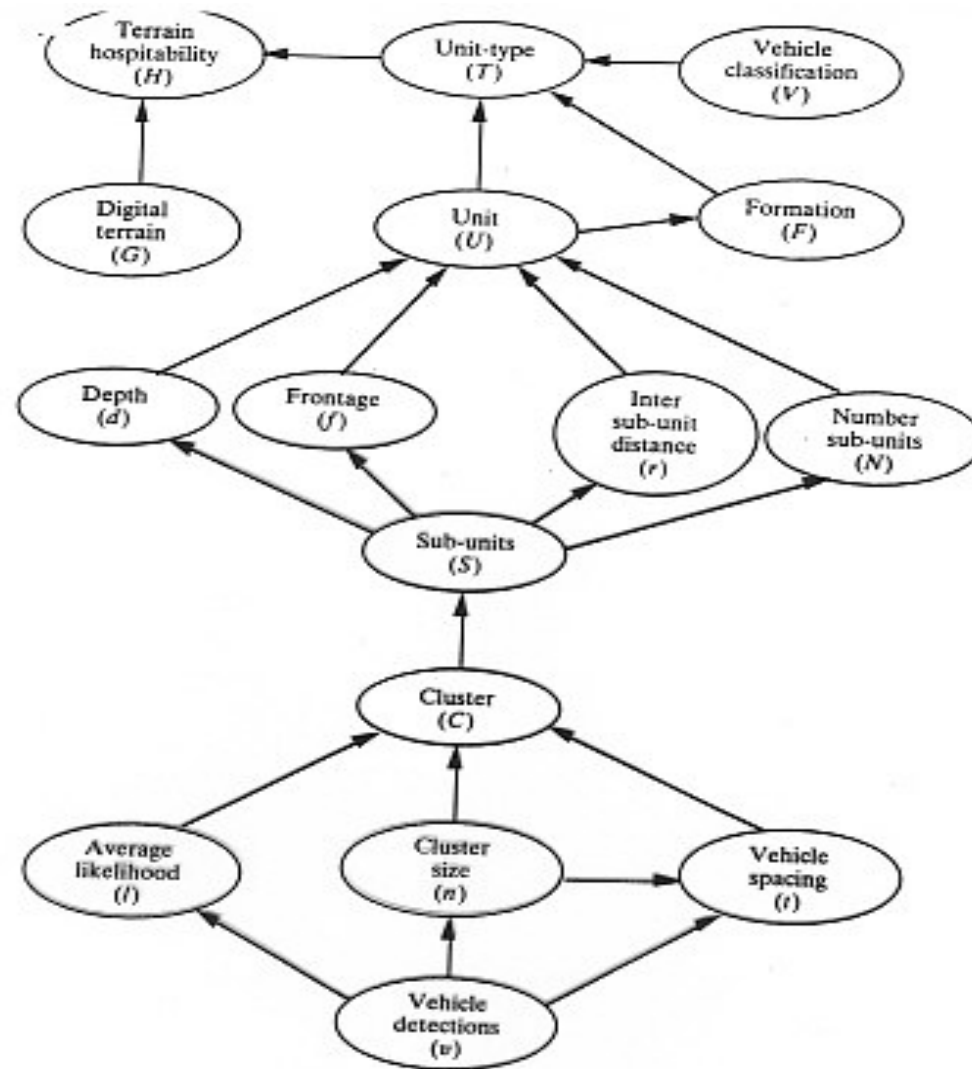 Terrain
hospitability
(H)
Unit-type
(T)
Vehicle
classification
(V)
Digital
terrain
(G)
Unit
(U)
Formation
(F)
Depth
(d)
Frontage
(f)
Inter
sub-unit
distance
(r)
Number
sub-units
(N)
Sub-units
(S)
Cluster
(C)
Average
likelihood
(l)
Cluster
size
(n)
Vehicle
spacing
(t)
Vehicle
detections
(v)